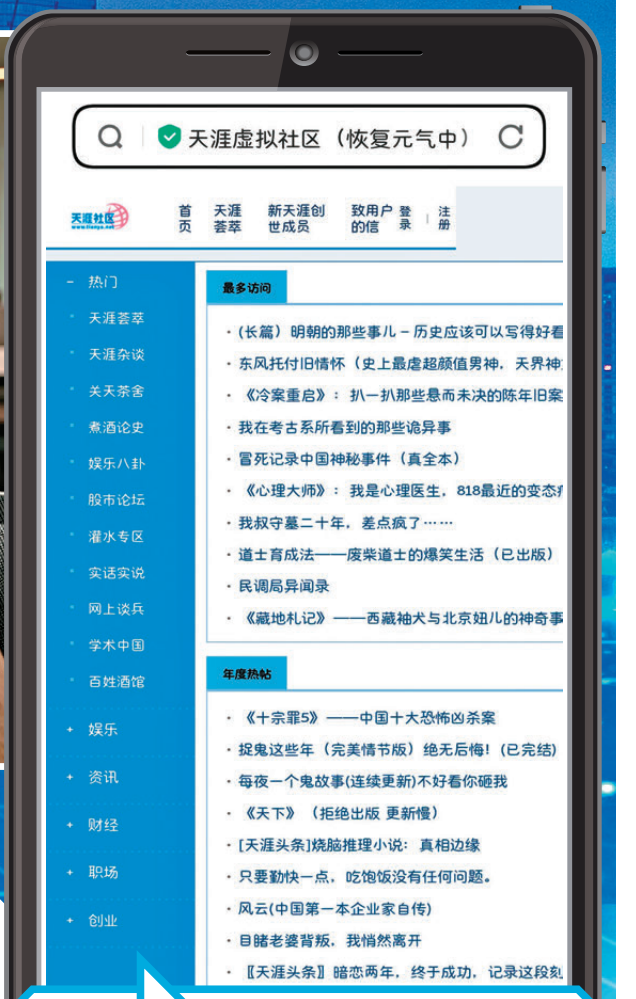 天涯虚拟社区（恢复元气中）
天涯社区
www.tianya.net
首页
天涯荟萃
新天涯创世成员
致用户的信
登录
注册
- 热门
天涯荟萃
天涯杂谈
关天茶舍
煮酒论史
娱乐八卦
股市论坛
灌水专区
实话实说
网上谈兵
学术中国
百姓酒馆
+ 娱乐
+ 资讯
+ 财经
+ 职场
+ 创业
最多访问
·(长篇）明朝的那些事儿－历史应该可以写得好看
·东风托付旧情怀（史上最虐超颜值男神，天界神
·《冷案重启》：扒一扒那些悬而未决的陈年旧案
·我在考古系所看到的那些诡异事
·冒死记录中国神秘事件（真全本）
·《心理大师》：我是心理医生，818最近的变态
·我叔守墓二十年，差点疯了……
·道士育成法——废柴道士的爆笑生活（已出版）
·民调局异闻录
·《藏地札记》——西藏袖犬与北京妞儿的神奇事
年度热帖
·《十宗罪5》——中国十大恐怖凶杀案
·捉鬼这些年（完美情节版）绝无后悔！(已完结)
·每夜一个鬼故事(连续更新)不好看你砸我
·《天下》（拒绝出版 更新慢）
·[天涯头条]烧脑推理小说：真相边缘
·只要勤快一点，吃饱饭没有任何问题。
·风云(中国第一本企业家自传)
·目睹老婆背叛，我悄然离开
·〖天涯头条〗暗恋两年，终于成功，记录这段刻